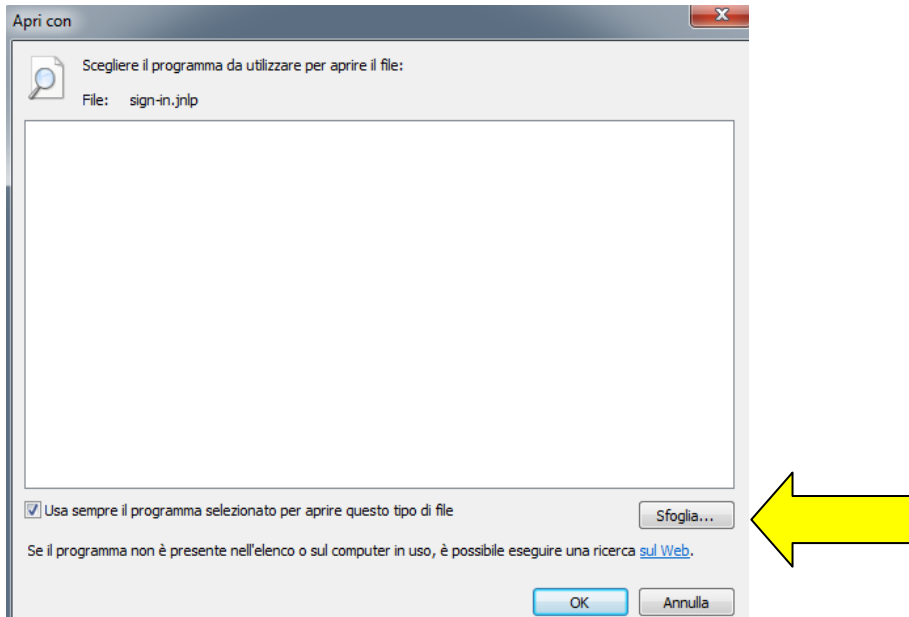 Apri con
Scegliere il programma da utilizzare per aprire il file:
File: sign-in.jnlp
Usa sempre il programma selezionato per aprire questo tipo di file
Sfoglia...
Se il programma non è presente nell'elenco o sul computer in uso, è possibile eseguire una ricerca sul Web.
OK
Annulla